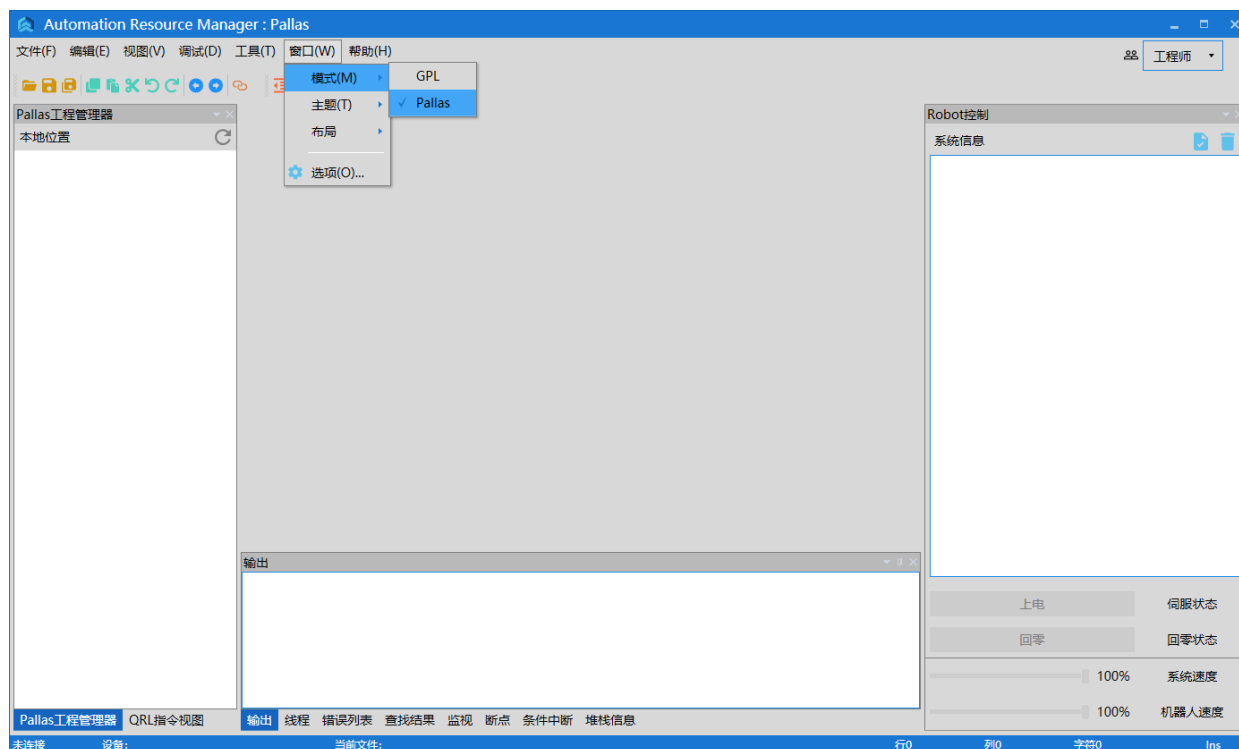 Automation Resource Manager : Pallas
文件(F) 编辑(E) 视图(V) 调试(D) 工具(T) 窗口(W) 帮助(H)
工程师
模式(M)
GPL
主题(T)
Pallas
布局
选项(O)...
Pallas工程管理器
本地位置
Robot控制
系统信息
输出
上电 伺服状态
回零 回零状态
100% 系统速度
100% 机器人速度
Pallas工程管理器 QRL指令视图
输出 线程 错误列表 查找结果 监视 断点 条件中断 堆栈信息
未连接 设备: 当前文件: 行0 列0 字符0 Ins